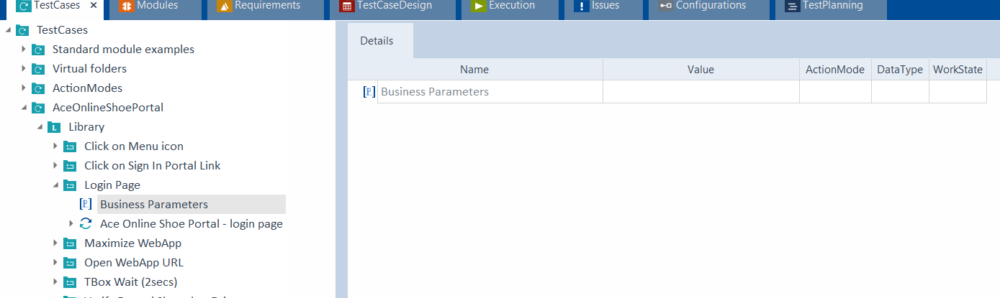 TestCases Modules Requirements TestCaseDesign Execution Issues Configurations TestPlanning
TestCases
Standard module examples
Virtual folders
ActionModes
AceOnlineShoePortal
Library
Click on Menu icon
Click on Sign In Portal Link
Login Page
Business Parameters
Ace Online Shoe Portal - login page
Maximize WebApp
Open WebApp URL
TBox Wait (2secs)
Details
Name Value ActionMode DataType WorkState
Business Parameters